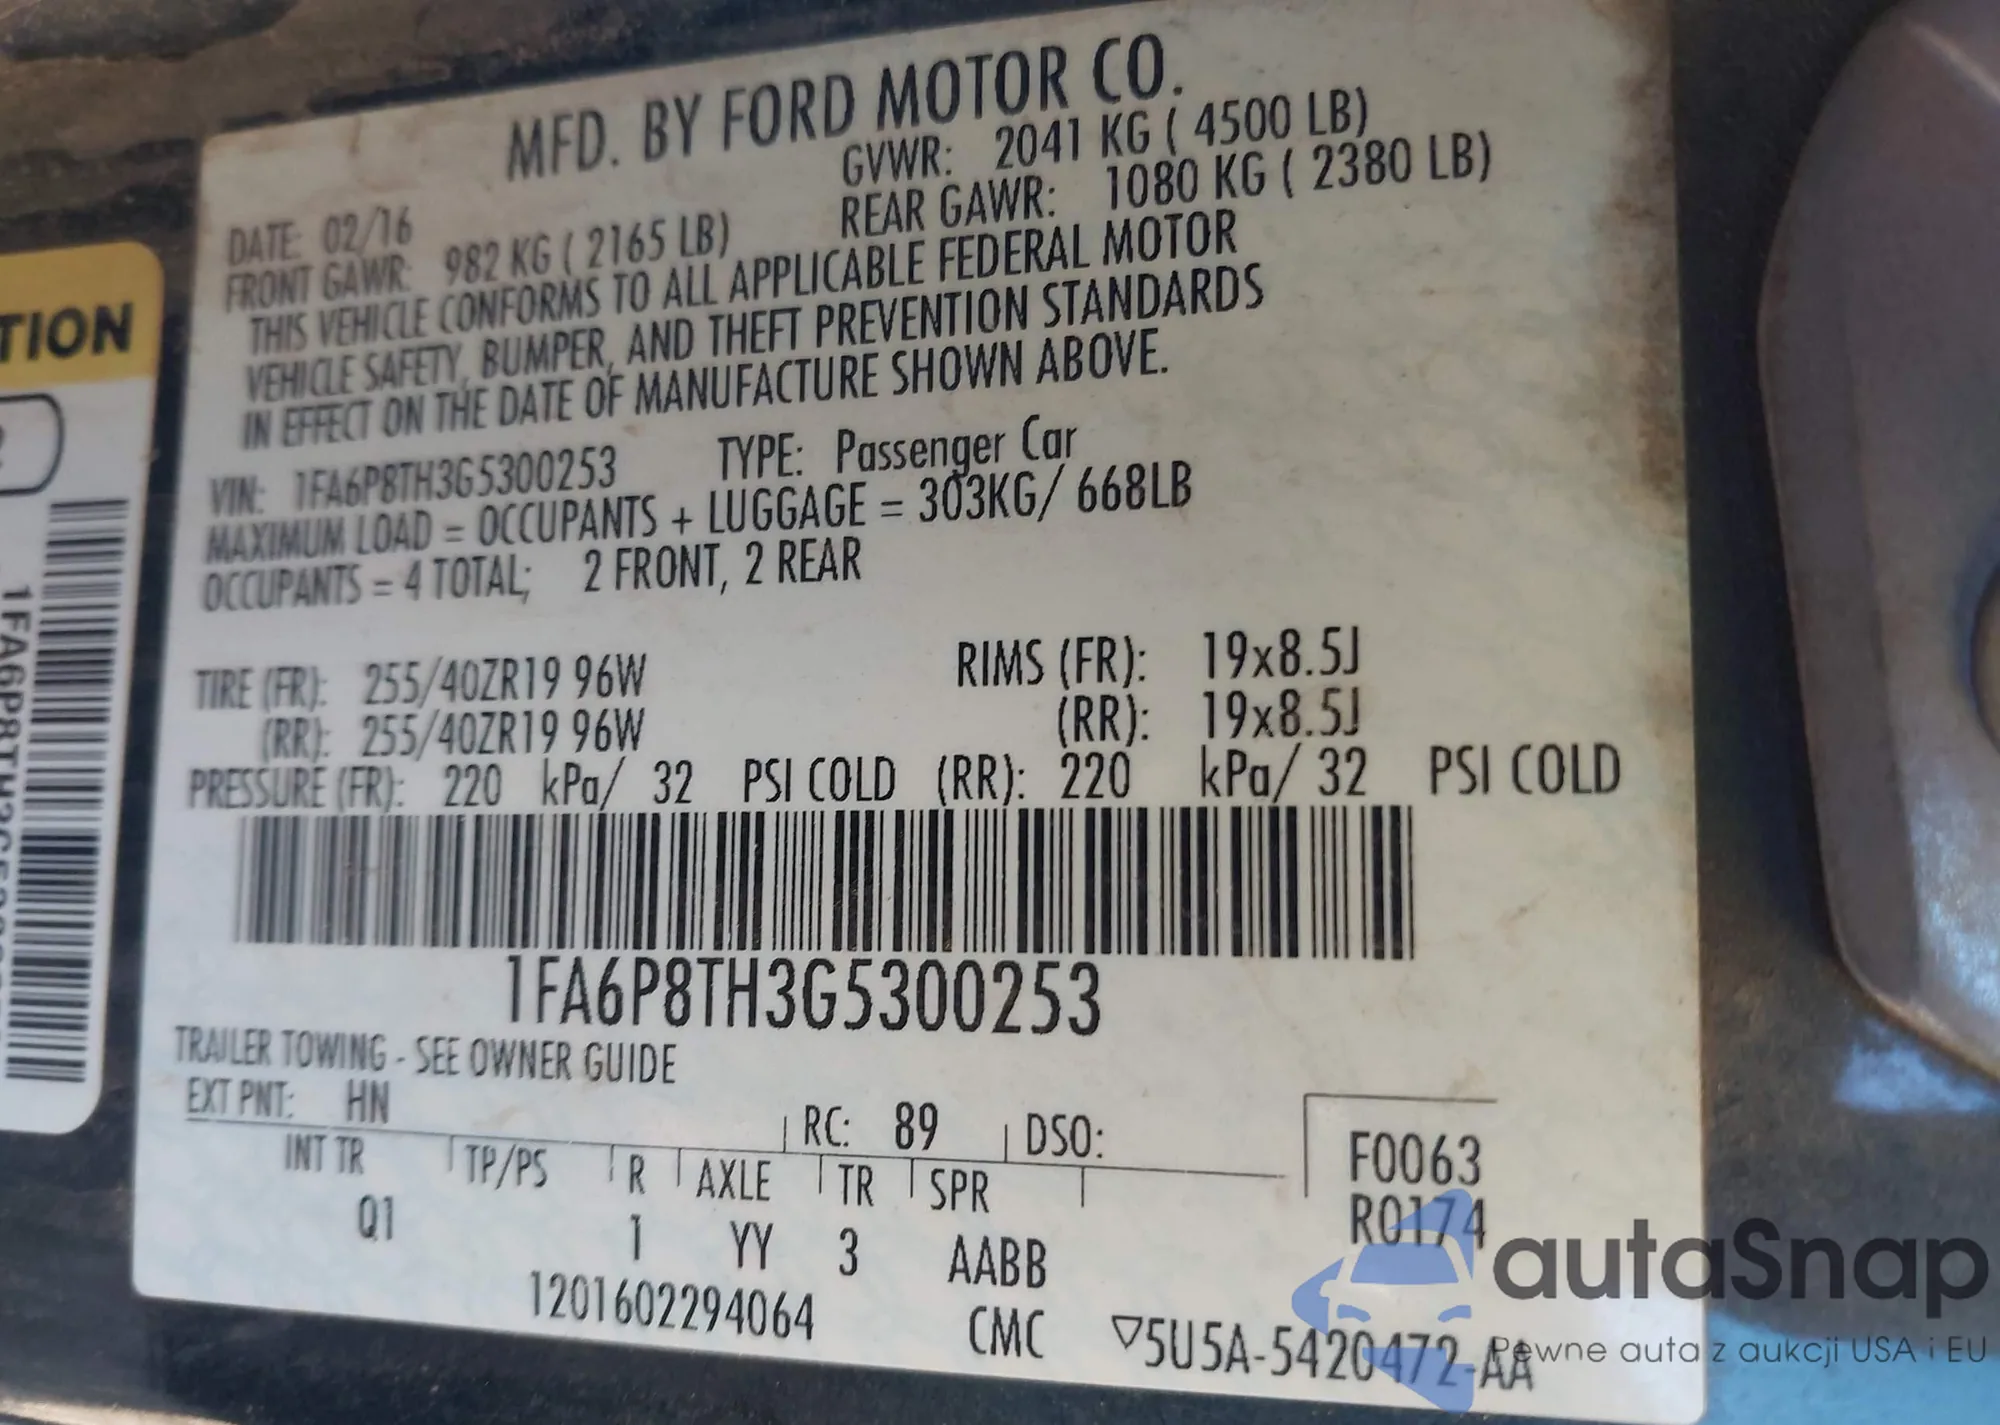 MFD. BY FORD MOTOR CO.
DATE: 02/16 GVWR: 2041 KG ( 4500 LB)
FRONT GAWR: 982 KG ( 2165 LB) REAR GAWR: 1080 KG ( 2380 LB)
THIS VEHICLE CONFORMS TO ALL APPLICABLE FEDERAL MOTOR
VEHICLE SAFETY, BUMPER, AND THEFT PREVENTION STANDARDS
IN EFFECT ON THE DATE OF MANUFACTURE SHOWN ABOVE.
VIN: 1FA6P8TH3G5300253 TYPE: Passenger Car
MAXIMUM LOAD = OCCUPANTS + LUGGAGE = 303KG/ 668LB
OCCUPANTS = 4 TOTAL; 2 FRONT, 2 REAR
TIRE (FR): 255/40ZR19 96W RIMS (FR): 19x8.5J
(RR): 255/40ZR19 96W (RR): 19x8.5J
PRESSURE (FR): 220 kPa/ 32 PSI COLD (RR): 220 kPa/ 32 PSI COLD
1FA6P8TH3G5300253
TRAILER TOWING - SEE OWNER GUIDE
EXT PNT: HN RC: 89 DSO:
INT TR TP/PS R AXLE TR SPR
Q1 1 YY 3 AABB
F0063
R0174
1201602294064 CMC ▽5U5A-5420472-AA
TION
autaSnap
Pewne auta z aukcji USA i EU